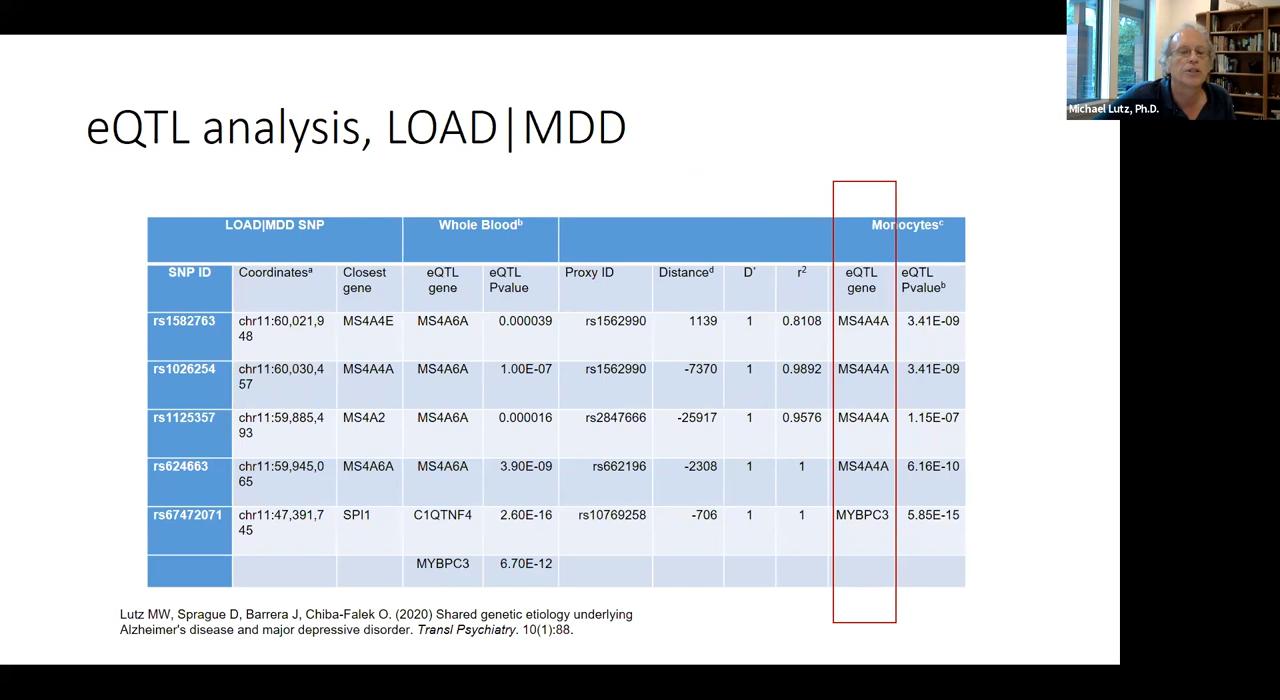 Michael Lutz, Ph.D.
eQTL analysis, LOAD|MDD
LOAD|MDD SNP Whole Bloodᵇ Monocytesᶜ
SNP ID Coordinatesᵃ Closest gene eQTL gene eQTL Pvalue Proxy ID Distanceᵈ D' r² eQTL gene eQTL Pvalueᵇ
rs1582763 chr11:60,021,948 MS4A4E MS4A6A 0.000039 rs1562990 1139 1 0.8108 MS4A4A 3.41E-09
rs1026254 chr11:60,030,457 MS4A4A MS4A6A 1.00E-07 rs1562990 -7370 1 0.9892 MS4A4A 3.41E-09
rs1125357 chr11:59,885,493 MS4A2 MS4A6A 0.000016 rs2847666 -25917 1 0.9576 MS4A4A 1.15E-07
rs624663 chr11:59,945,065 MS4A6A MS4A6A 3.90E-09 rs662196 -2308 1 1 MS4A4A 6.16E-10
rs67472071 chr11:47,391,745 SPI1 C1QTNF4 2.60E-16 rs10769258 -706 1 1 MYBPC3 5.85E-15
MYBPC3 6.70E-12
Lutz MW, Sprague D, Barrera J, Chiba-Falek O. (2020) Shared genetic etiology underlying
Alzheimer's disease and major depressive disorder. Transl Psychiatry. 10(1):88.